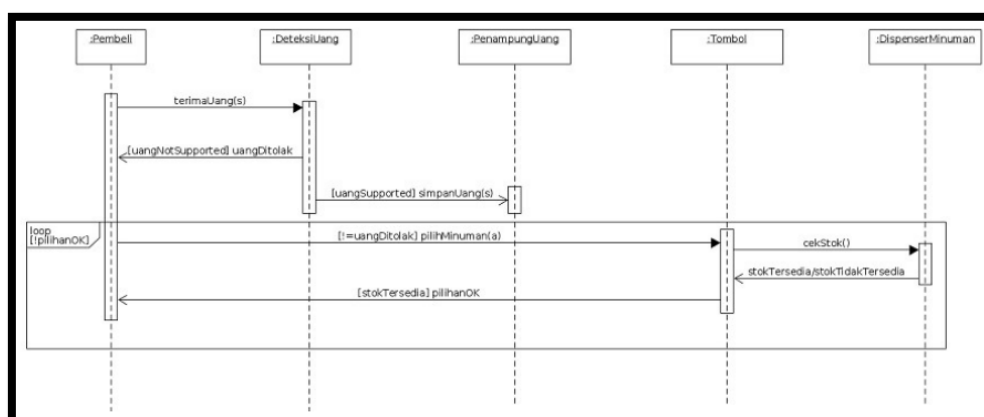 :Pembeli
:DeteksiUang
:PenampungUang
:Tombol
:DispenserMinuman
terimaUang(s)
[uangNotSupported] uangDitolak
[uangSupported] simpanUang(s)
loop
[!pilihanOK]
[!=uangDitolak] pilihMinuman(a)
cekStok()
stokTersedia/stokTidakTersedia
[stokTersedia] pilihanOK